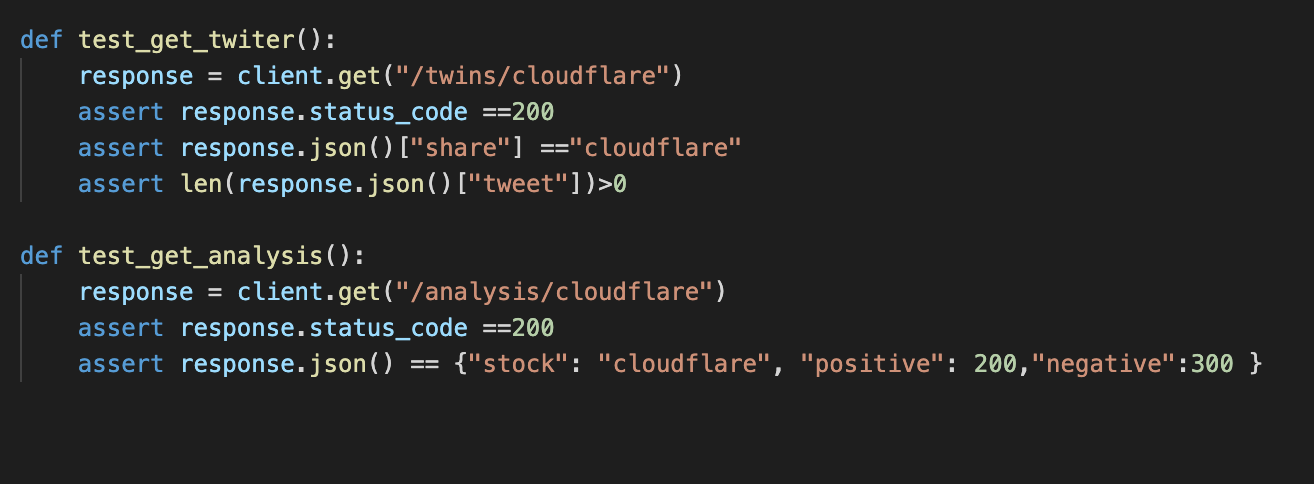 def test_get_twiter():
    response = client.get("/twins/cloudflare")
    assert response.status_code ==200
    assert response.json()["share"] =="cloudflare"
    assert len(response.json()["tweet"])>0

def test_get_analysis():
    response = client.get("/analysis/cloudflare")
    assert response.status_code ==200
    assert response.json() == {"stock": "cloudflare", "positive": 200,"negative":300 }